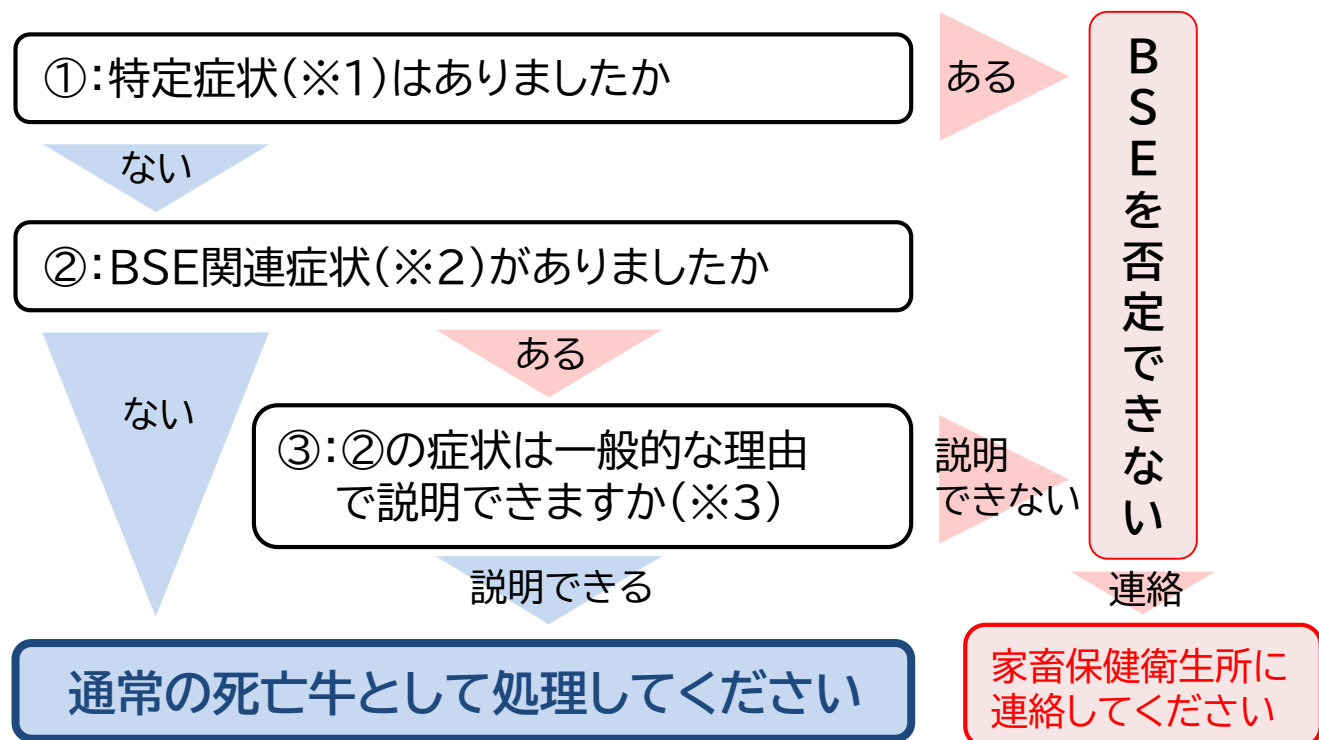 ①：特定症状（※1）はありましたか
ある
ない
②：BSE関連症状（※2）がありましたか
ない
ある
③：②の症状は一般的な理由
で説明できますか（※3）
説明
できない
説明できる
BSEを否定できない
連絡
通常の死亡牛として処理してください
家畜保健衛生所に
連絡してください